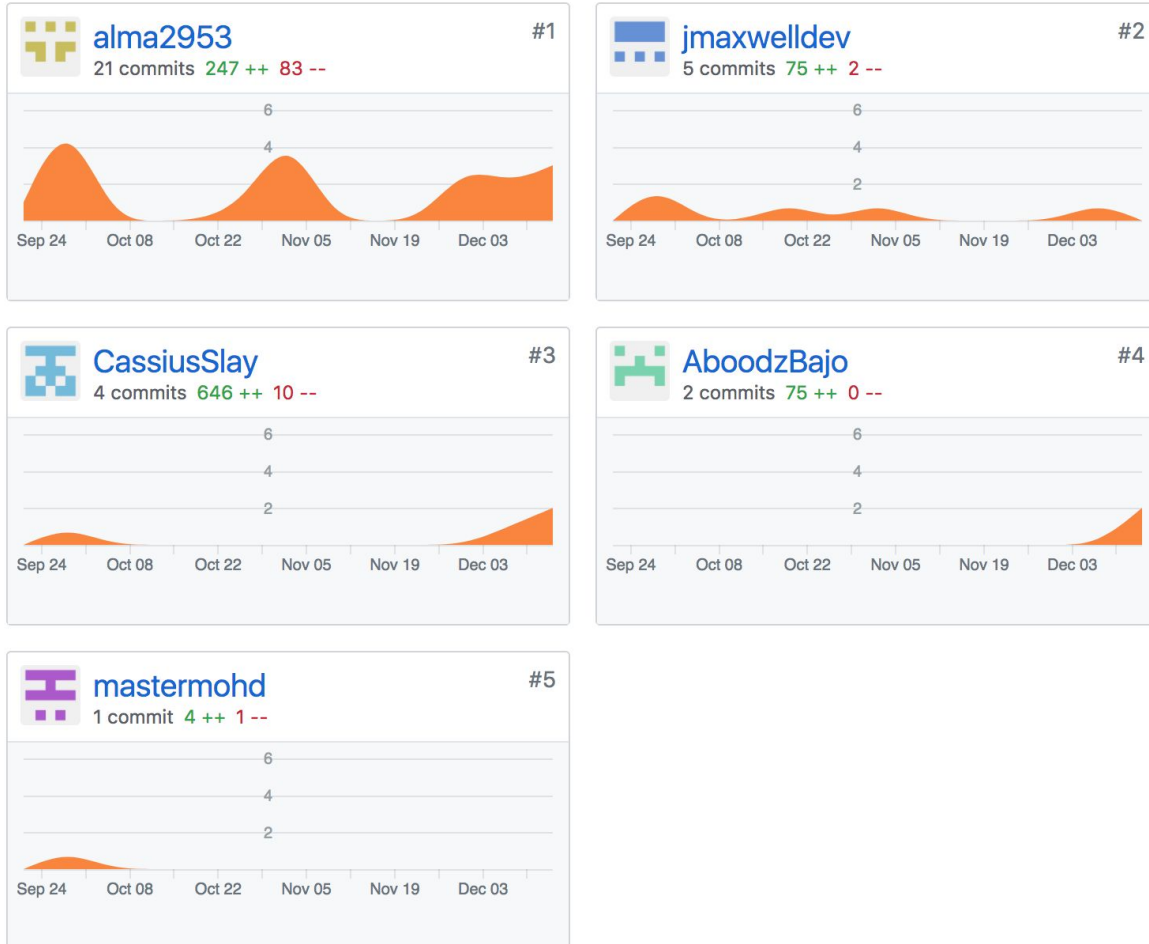 alma2953 #1
21 commits 247 ++ 83 --
6
4
Sep 24 Oct 08 Oct 22 Nov 05 Nov 19 Dec 03
jmaxwelldev #2
5 commits 75 ++ 2 --
6
4
2
Sep 24 Oct 08 Oct 22 Nov 05 Nov 19 Dec 03
CassiusSlay #3
4 commits 646 ++ 10 --
6
4
2
Sep 24 Oct 08 Oct 22 Nov 05 Nov 19 Dec 03
AboodzBajo #4
2 commits 75 ++ 0 --
6
4
2
Sep 24 Oct 08 Oct 22 Nov 05 Nov 19 Dec 03
mastermohd #5
1 commit 4 ++ 1 --
6
4
2
Sep 24 Oct 08 Oct 22 Nov 05 Nov 19 Dec 03